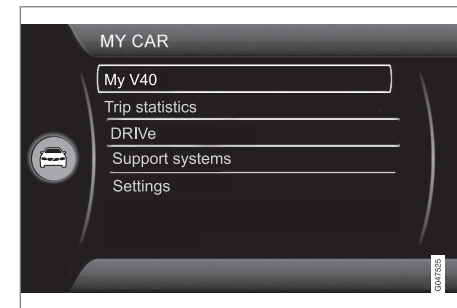 MY CAR
My V40
Trip statistics
DRIVe
Support systems
Settings
G047525